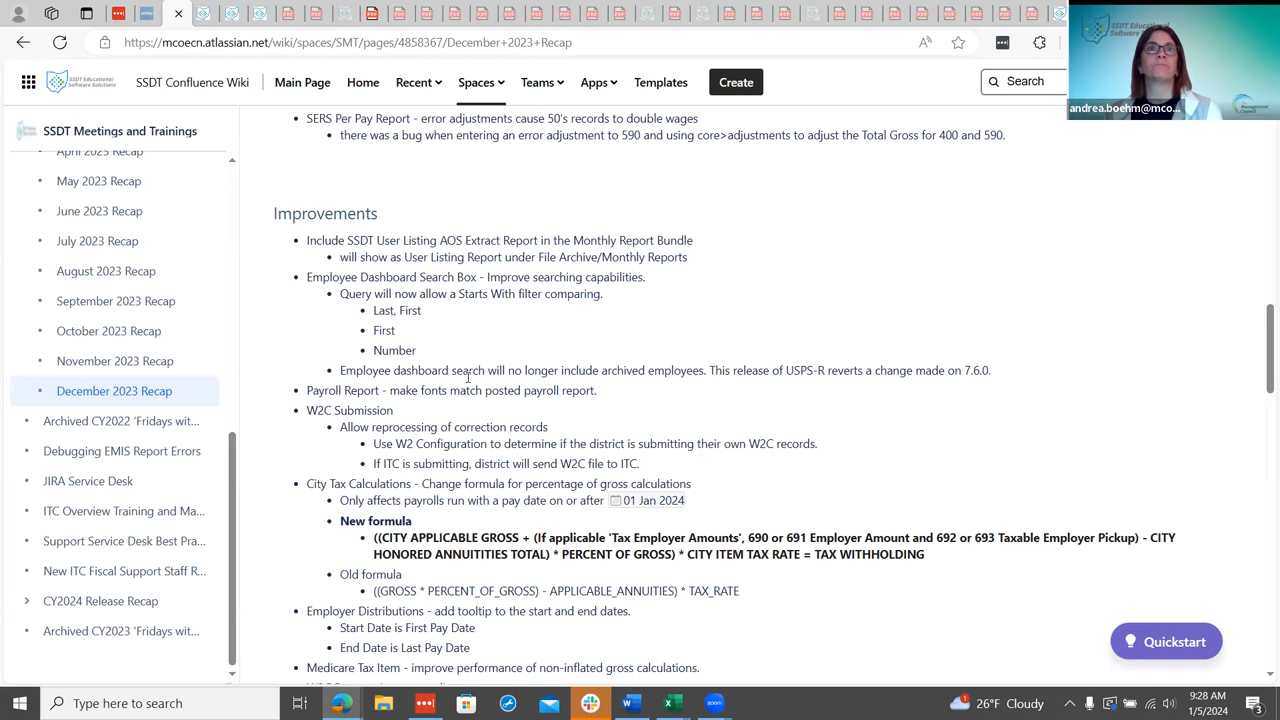 https://mcoecn.atlassian.net/wiki/spaces/SMT/pages/4858767/December+2023+Recap
SSDT Educational
SSDT Confluence Wiki
Main Page
Home
Recent
Spaces
Teams
Apps
Templates
Create
Search
andrea.boehm@mco...
SSDT Meetings and Trainings
April 2023 Recap
May 2023 Recap
June 2023 Recap
July 2023 Recap
August 2023 Recap
September 2023 Recap
October 2023 Recap
November 2023 Recap
December 2023 Recap
Archived CY2022 'Fridays wit...
Debugging EMIS Report Errors
JIRA Service Desk
ITC Overview Training and Ma...
Support Service Desk Best Pra...
New ITC Fiscal Support Staff R...
CY2024 Release Recap
Archived CY2023 'Fridays wit...
SERS Per Pay Report - error adjustments cause 590's records to double wages
there was a bug when entering an error adjustment to 590 and using core>adjustments to adjust the Total Gross for 400 and 590.
Improvements
Include SSDT User Listing AOS Extract Report in the Monthly Report Bundle
will show as User Listing Report under File Archive/Monthly Reports
Employee Dashboard Search Box - Improve searching capabilities.
Query will now allow a Starts With filter comparing.
Last, First
First
Number
Employee dashboard search will no longer include archived employees. This release of USPS-R reverts a change made on 7.6.0.
Payroll Report - make fonts match posted payroll report.
W2C Submission
Allow reprocessing of correction records
Use W2 Configuration to determine if the district is submitting their own W2C records.
If ITC is submitting, district will send W2C file to ITC.
City Tax Calculations - Change formula for percentage of gross calculations
Only affects payrolls run with a pay date on or after 01 Jan 2024
New formula
((CITY APPLICABLE GROSS + (If applicable 'Tax Employer Amounts', 690 or 691 Employer Amount and 692 or 693 Taxable Employer Pickup) - CITY
HONORED ANNUITITIES TOTAL) * PERCENT OF GROSS) * CITY ITEM TAX RATE = TAX WITHHOLDING
Old formula
((GROSS * PERCENT_OF_GROSS) - APPLICABLE_ANNUITIES) * TAX_RATE
Employer Distributions - add tooltip to the start and end dates.
Start Date is First Pay Date
End Date is Last Pay Date
Medicare Tax Item - improve performance of non-inflated gross calculations.
Quickstart
Type here to search
26°F Cloudy
9:28 AM
1/5/2024